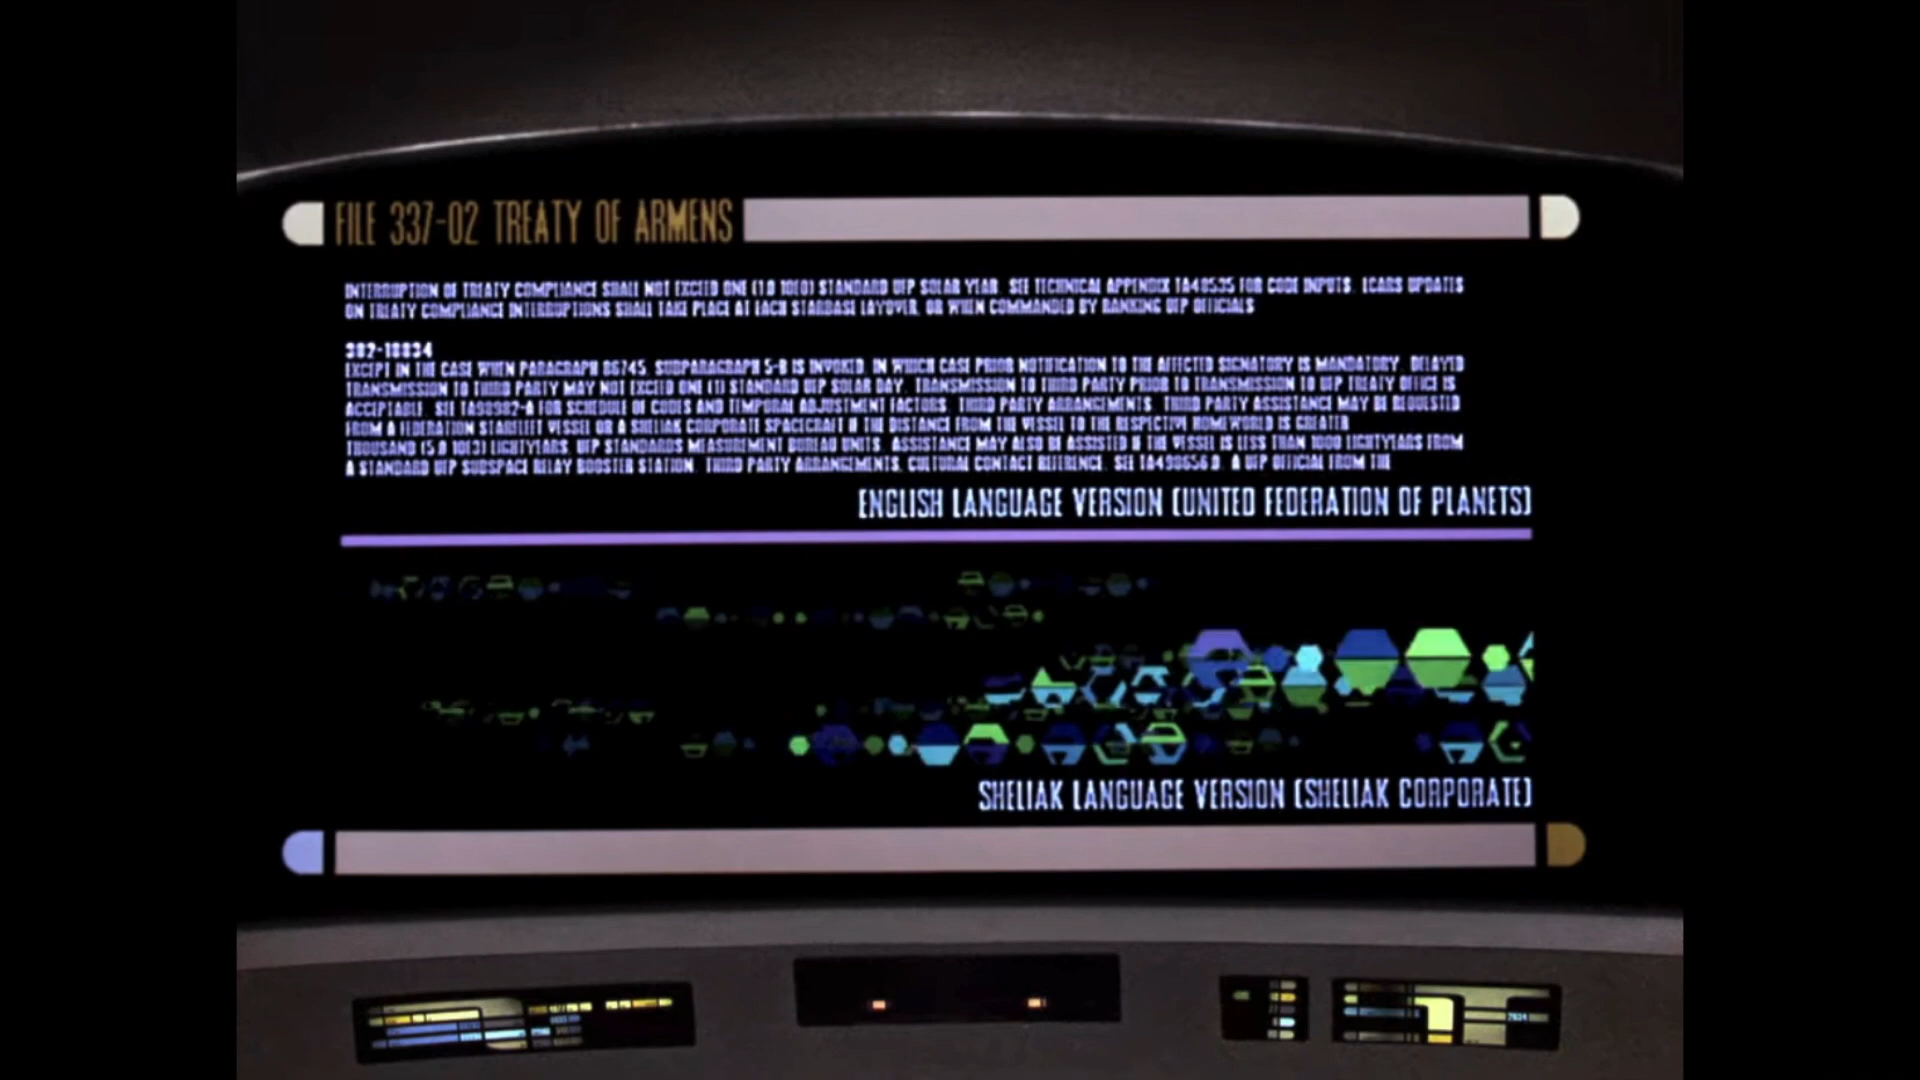 FILE 337-02 TREATY OF ARMENS
INTERRUPTION OF TREATY COMPLIANCE SHALL NOT EXCEED ONE (1.0 10E0) STANDARD UFP SOLAR YEAR. SEE TECHNICAL APPENDIX TA48535 FOR CODE INPUTS. LCARS UPDATES
ON TREATY COMPLIANCE INTERRUPTIONS SHALL TAKE PLACE AT EACH STARBASE LAYOVER, OR WHEN COMMANDED BY RANKING UFP OFFICIALS
382-18834
EXCEPT IN THE CASE WHEN PARAGRAPH 86745, SUBPARAGRAPH 5-B IS INVOKED, IN WHICH CASE PRIOR NOTIFICATION TO THE AFFECTED SIGNATORY IS MANDATORY. DELAYED
TRANSMISSION TO THIRD PARTY MAY NOT EXCEED ONE (1) STANDARD UFP SOLAR DAY. TRANSMISSION TO THIRD PARTY PRIOR TO TRANSMISSION TO UFP TREATY OFFICE IS
ACCEPTABLE. SEE TA98982-A FOR SCHEDULE OF CODES AND TEMPORAL ADJUSTMENT FACTORS. THIRD PARTY ARRANGEMENTS. THIRD PARTY ASSISTANCE MAY BE REQUESTED
FROM A FEDERATION STARFLEET VESSEL OR A SHELIAK CORPORATE SPACECRAFT IF THE DISTANCE FROM THE VESSEL TO THE RESPECTIVE HOMEWORLD IS GREATER
THOUSAND (5.0 10E3) LIGHTYEARS, UFP STANDARDS MEASUREMENT BUREAU UNITS. ASSISTANCE MAY ALSO BE ASSISTED IF THE VESSEL IS LESS THAN 1000 LIGHTYEARS FROM
A STANDARD UFP SUBSPACE RELAY BOOSTER STATION. THIRD PARTY ARRANGEMENTS, CULTURAL CONTACT REFERENCE. SEE TA498656.0. A UFP OFFICIAL FROM THE
ENGLISH LANGUAGE VERSION (UNITED FEDERATION OF PLANETS)
SHELIAK LANGUAGE VERSION (SHELIAK CORPORATE)